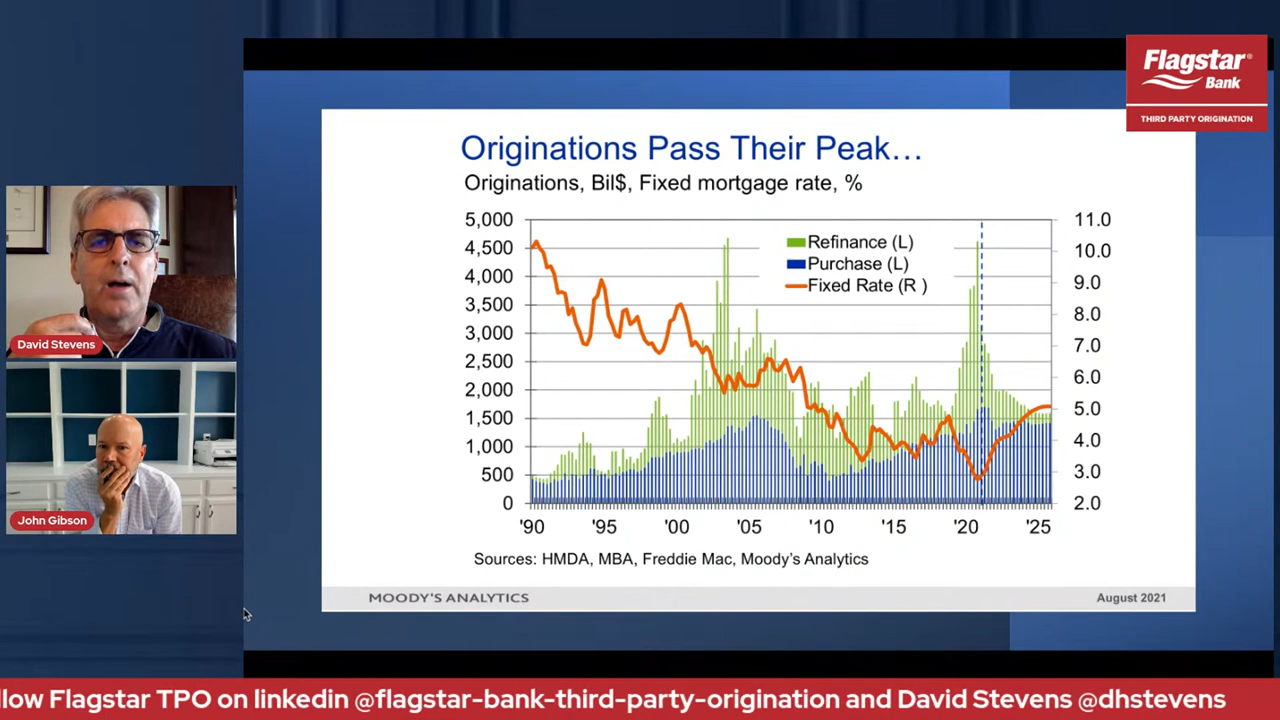 Flagstar®
Bank
THIRD PARTY ORIGINATION
Originations Pass Their Peak…
Originations, Bil$, Fixed mortgage rate, %
5,000
4,500
4,000
3,500
3,000
2,500
2,000
1,500
1,000
500
0
Refinance (L)
Purchase (L)
Fixed Rate (R )
11.0
10.0
9.0
8.0
7.0
6.0
5.0
4.0
3.0
2.0
'90 '95 '00 '05 '10 '15 '20 '25
Sources: HMDA, MBA, Freddie Mac, Moody's Analytics
MOODY'S ANALYTICS August 2021
David Stevens
John Gibson
llow Flagstar TPO on linkedin @flagstar-bank-third-party-origination and David Stevens @dhstevens